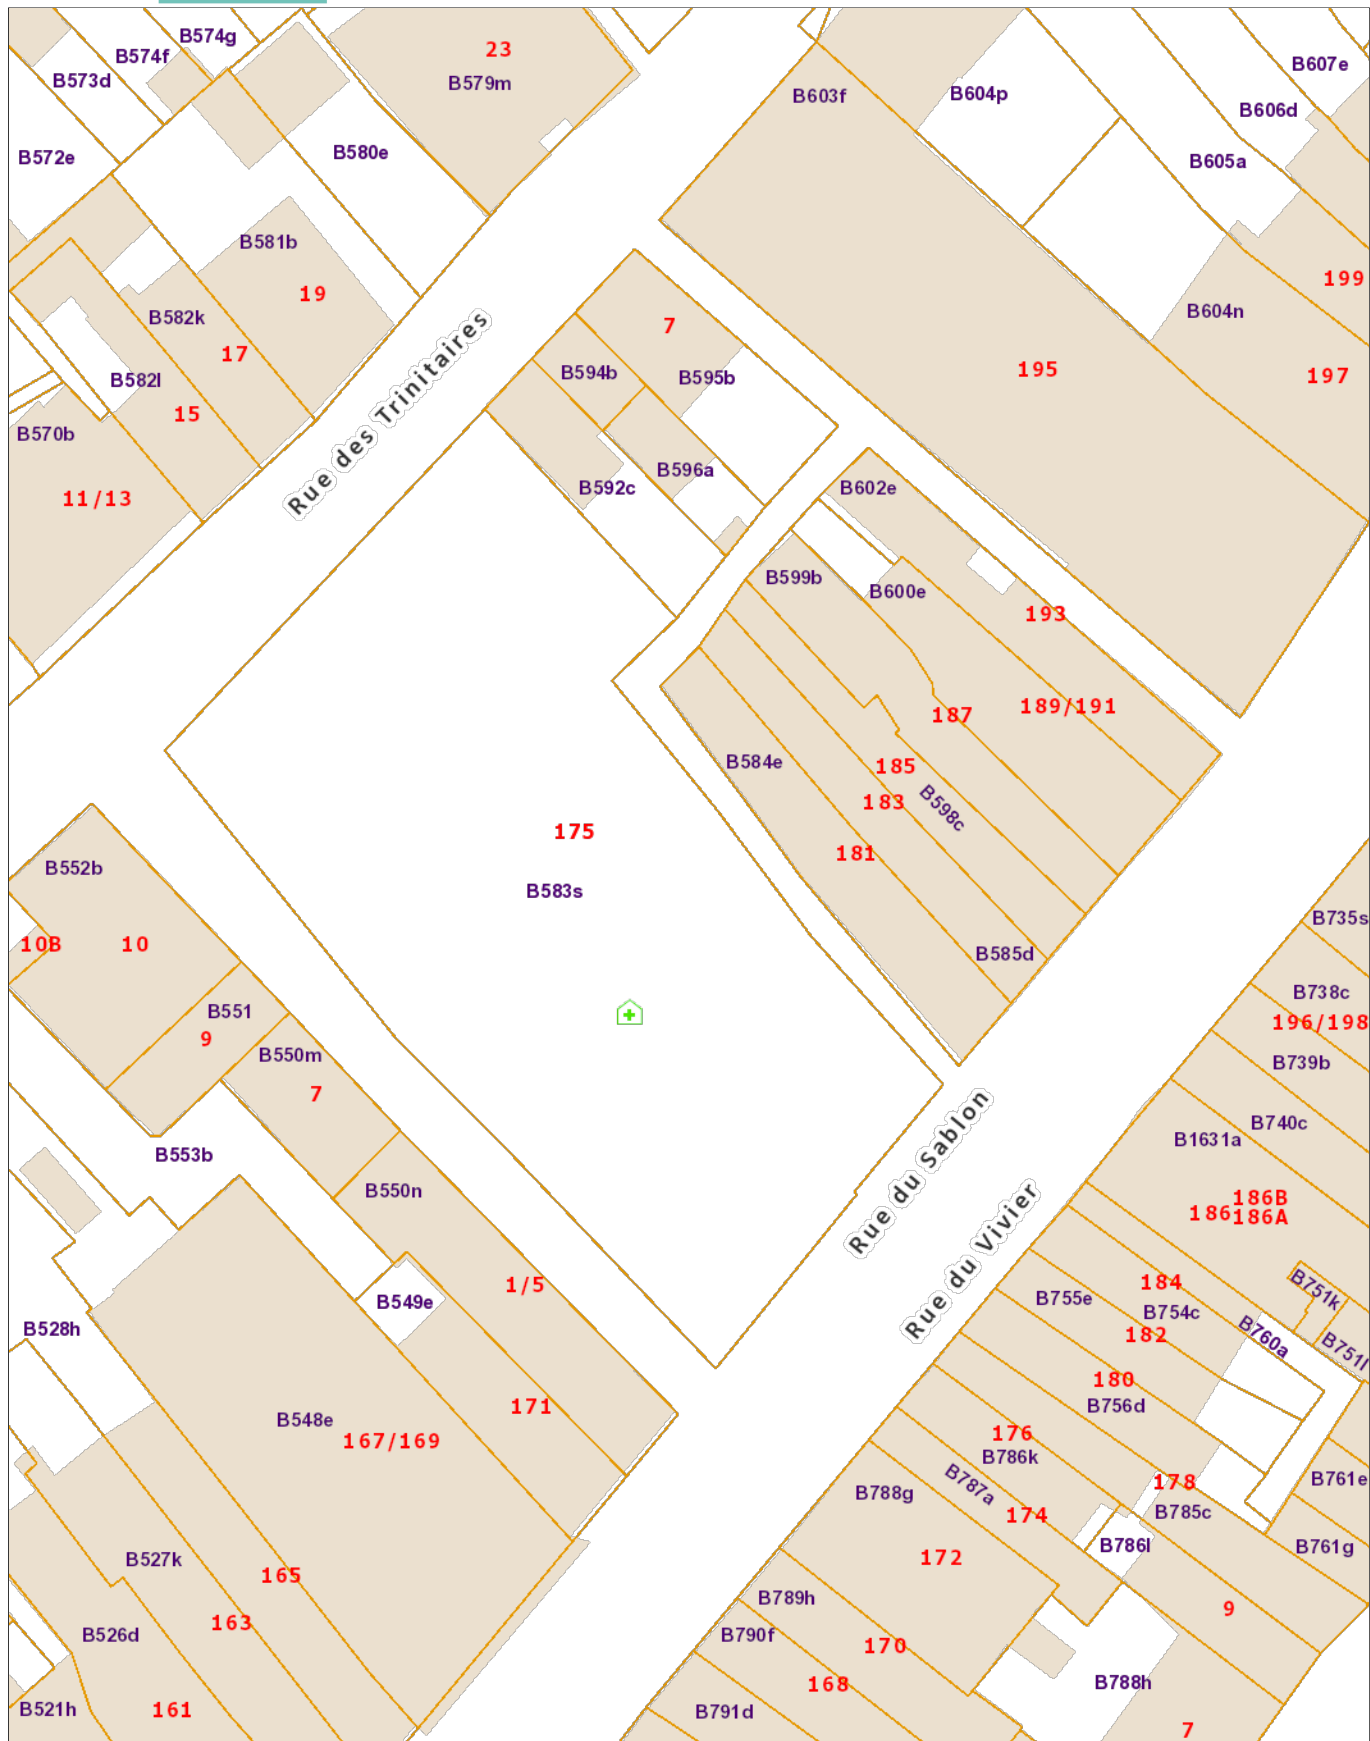 B574g
B574f
B573d
23
B579m
B607e
B604p
B603f
B606d
B572e
B580e
B605a
B581b
199
19
B604n
B582k
7
17
195
197
B594b
B595b
B582l
15
Rue des Trinitaires
B570b
B596a
B592c
B602e
11/13
B599b
B600e
193
189/191
187
B584e
185
183
B598c
175
181
B552b
B583s
B735s
10B
10
B585d
B738c
B551
196/198
9
B550m
B739b
7
B740c
B1631a
Rue du Sablon
B553b
B550n
186B
186
186A
Rue du Vivier
1/5
184
B751k
B549e
B755e
B754c
B528h
182
B760a
B751l
180
171
B756d
B548e
167/169
176
B786k
B787a
178
B761e
B788g
174
B785c
B786l
B761g
B527k
172
165
B789h
9
163
B526d
B790f
170
168
B788h
B521h
161
B791d
7